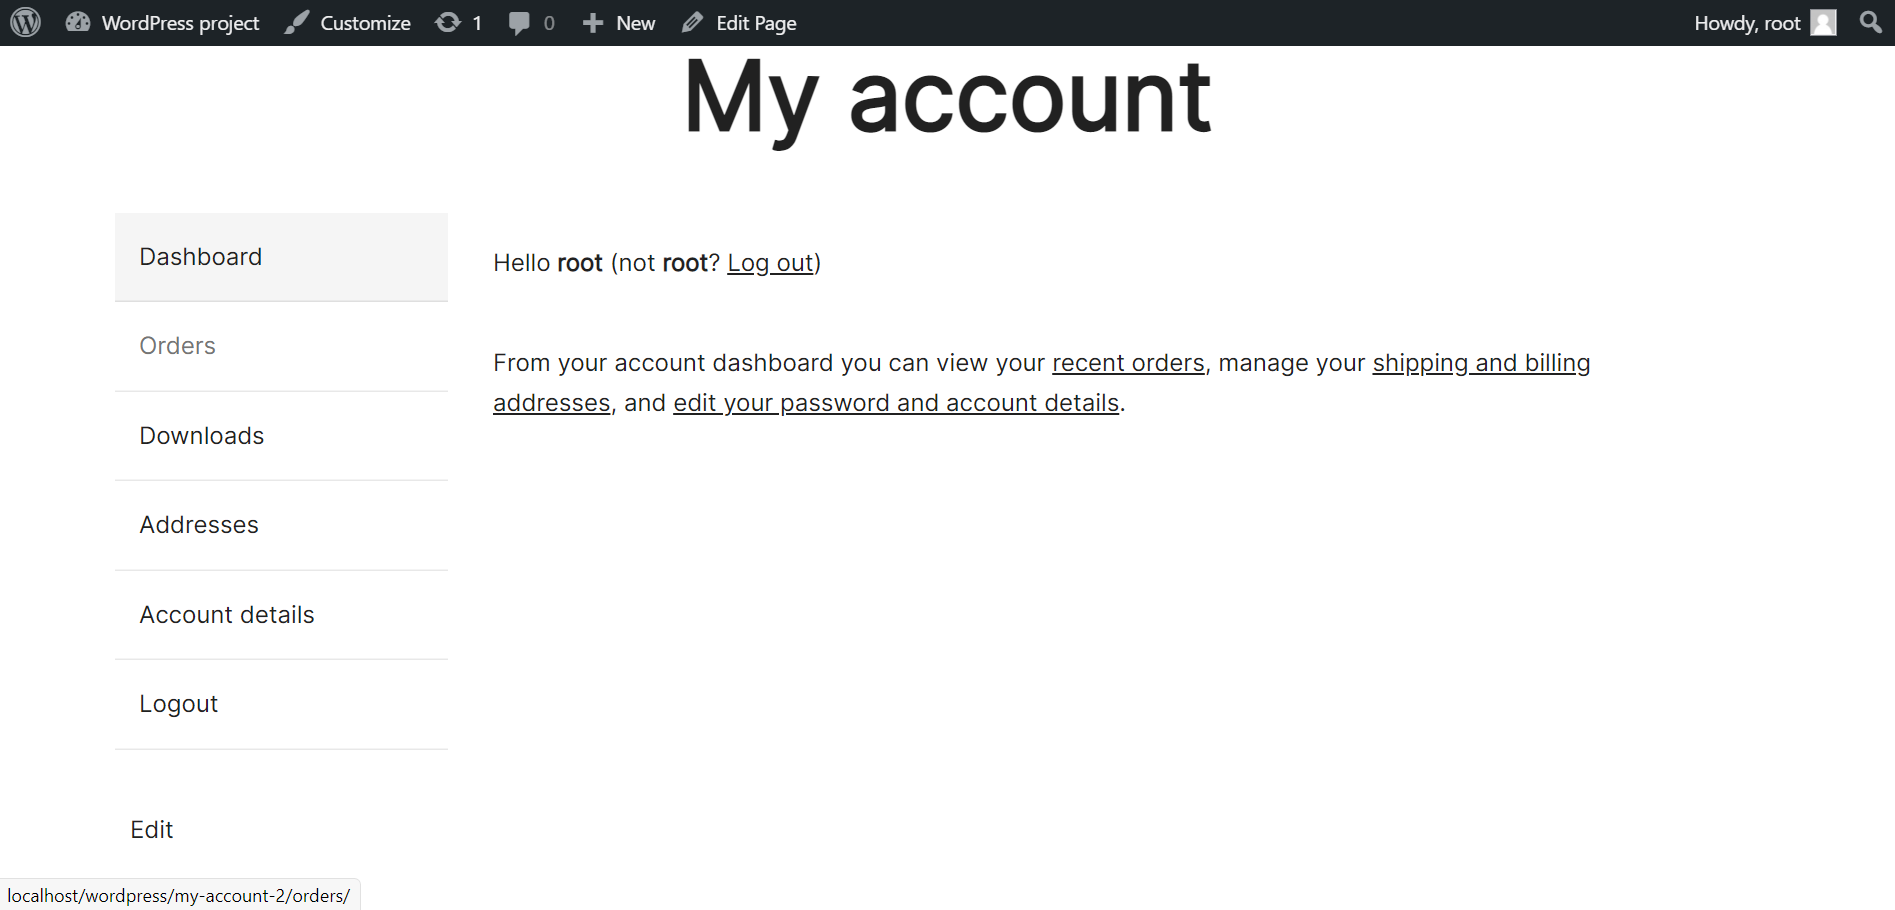 WordPress project Customize 1 0 New Edit Page Howdy, root
My account
Dashboard
Orders
Downloads
Addresses
Account details
Logout
Edit
Hello root (not root? Log out)
From your account dashboard you can view your recent orders, manage your shipping and billing
addresses, and edit your password and account details.
localhost/wordpress/my-account-2/orders/